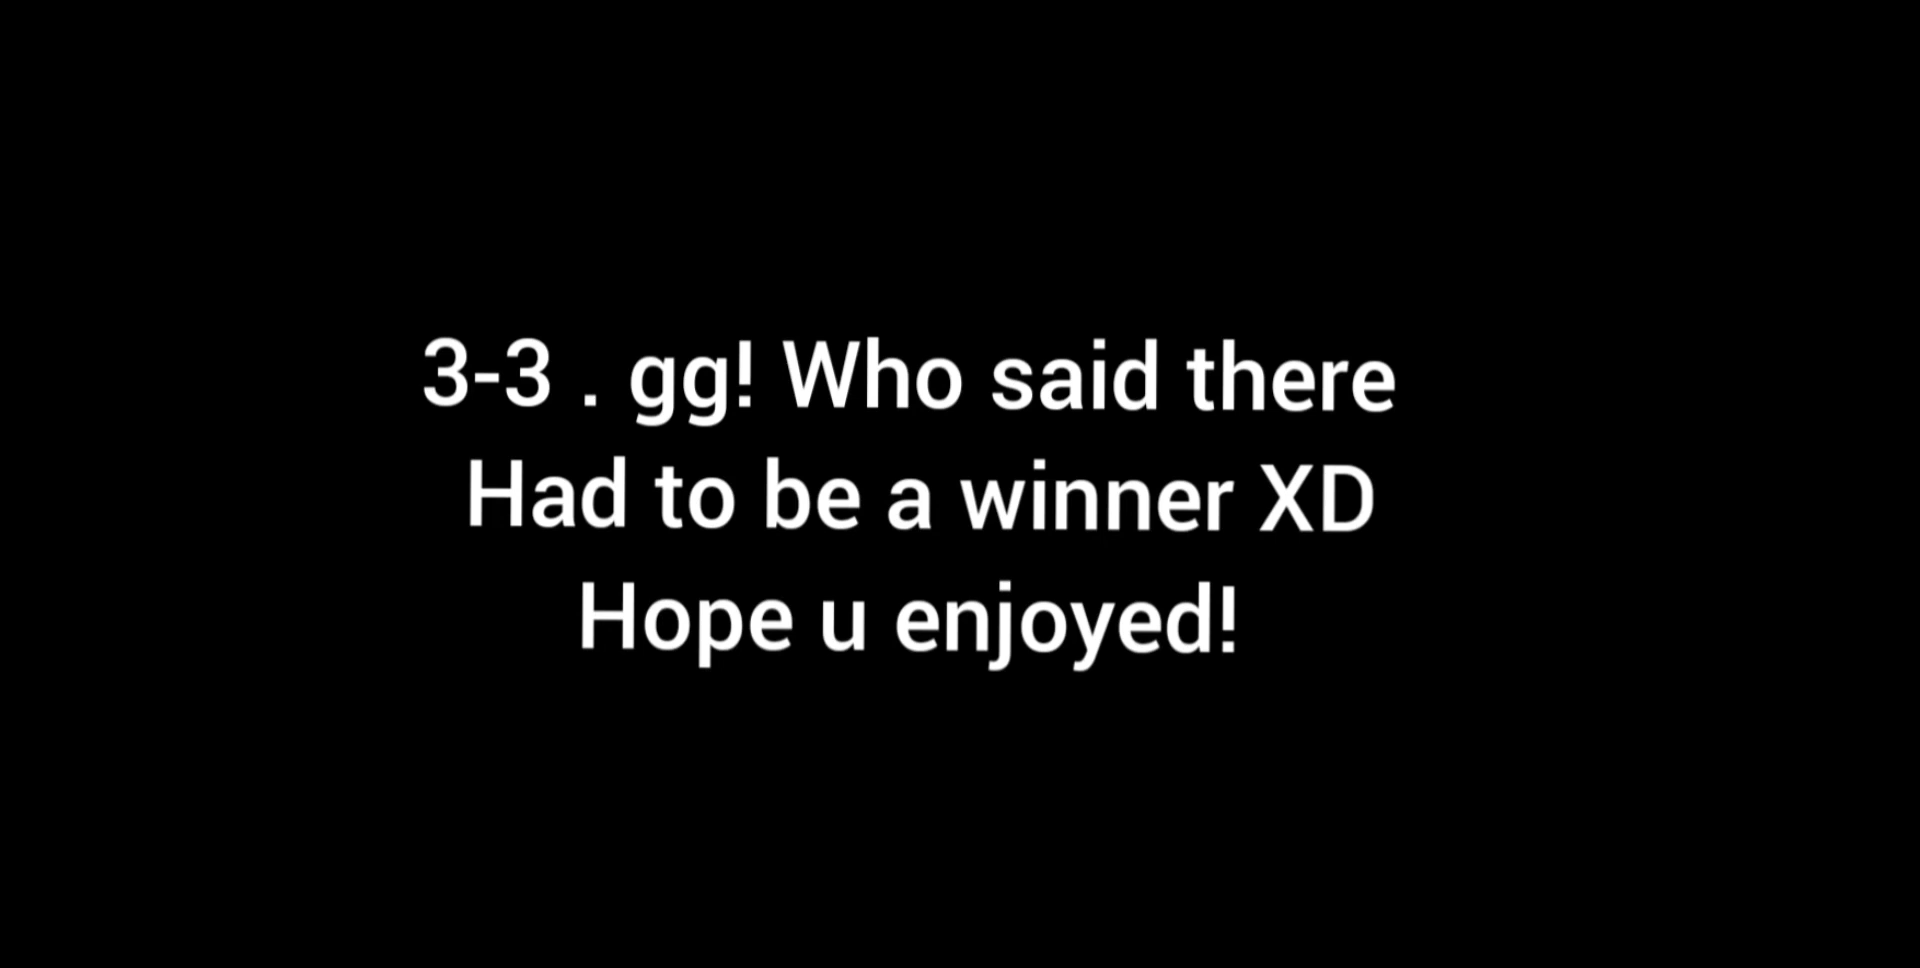 3-3 . gg! Who said there
Had to be a winner XD
Hope u enjoyed!